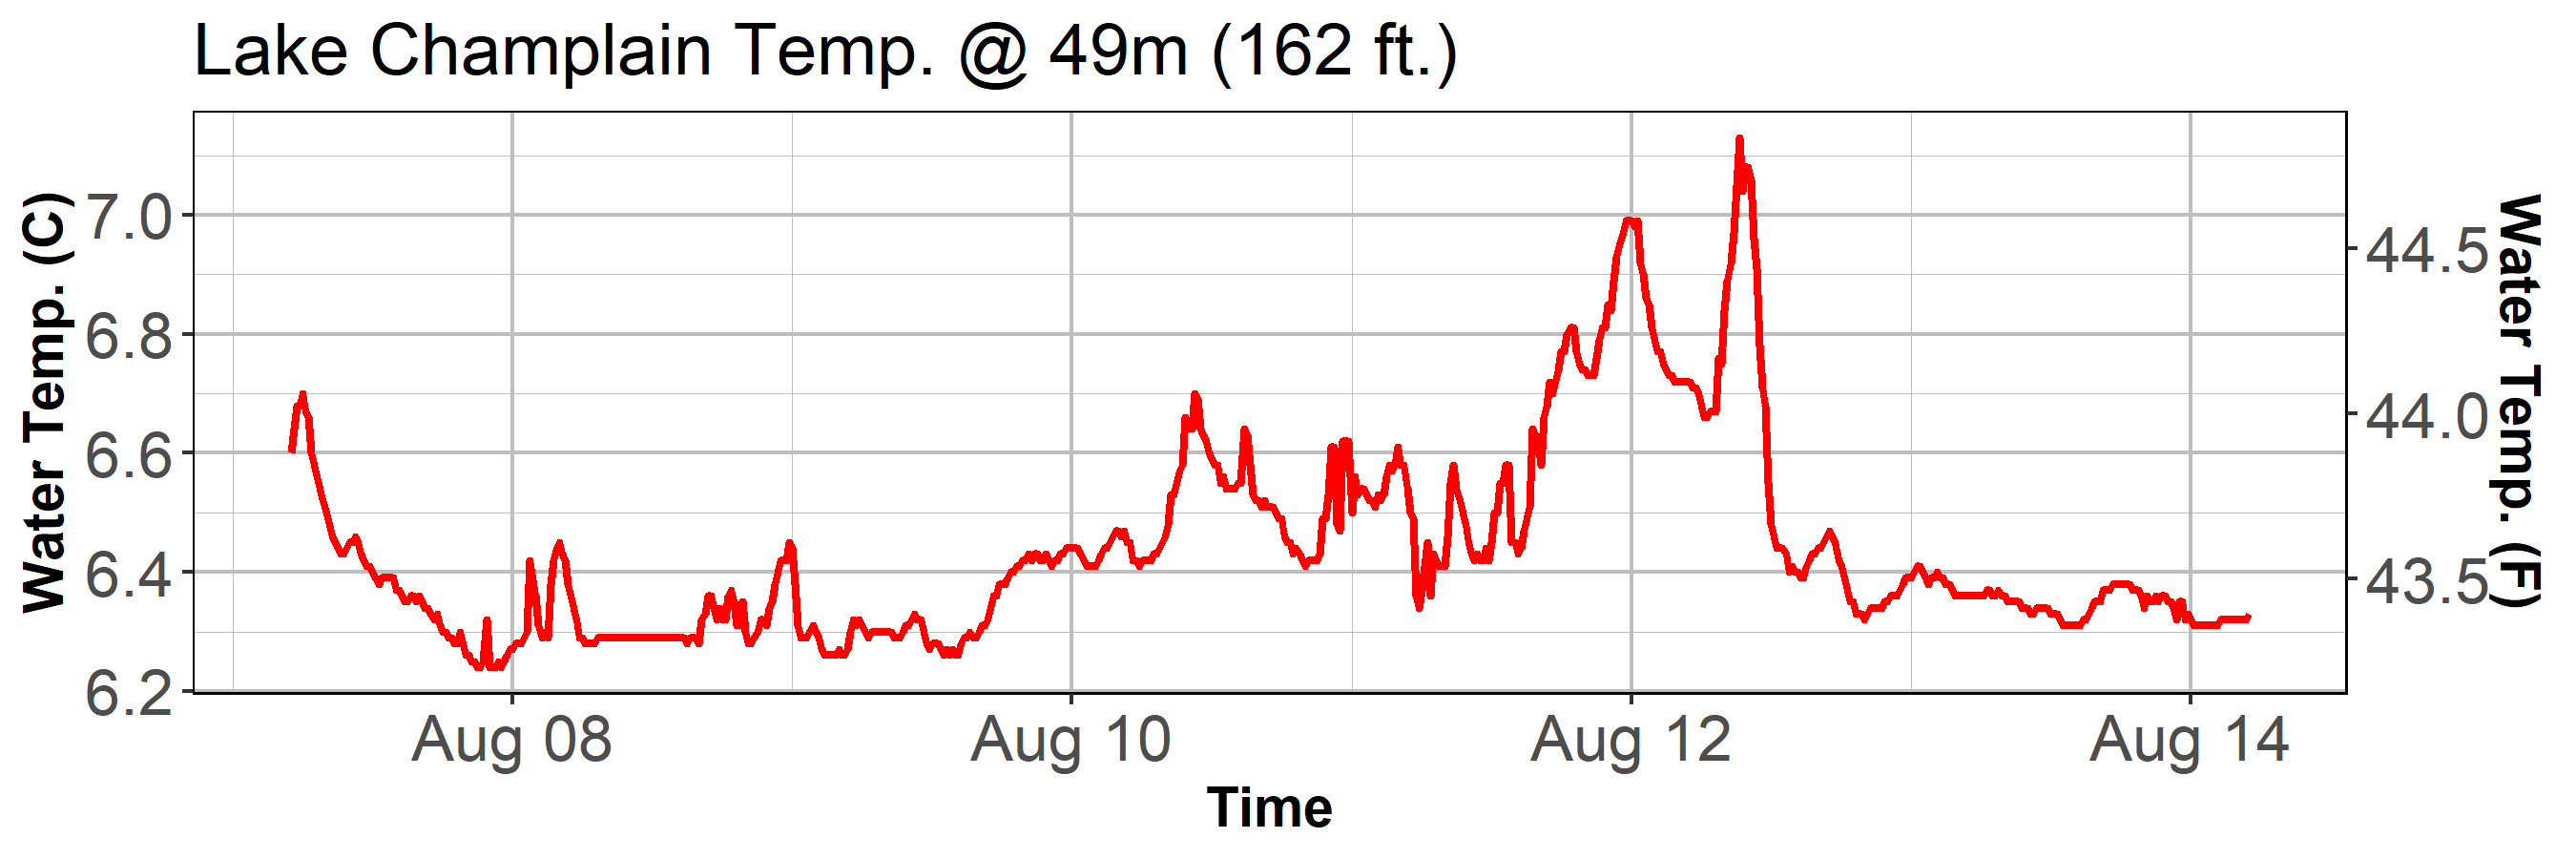 Lake Champlain Temp. @ 49m (162 ft.)
Water Temp. (C)
7.0
6.8
6.6
6.4
6.2
44.5
44.0
43.5
Water Temp. (F)
Aug 08
Aug 10
Aug 12
Aug 14
Time